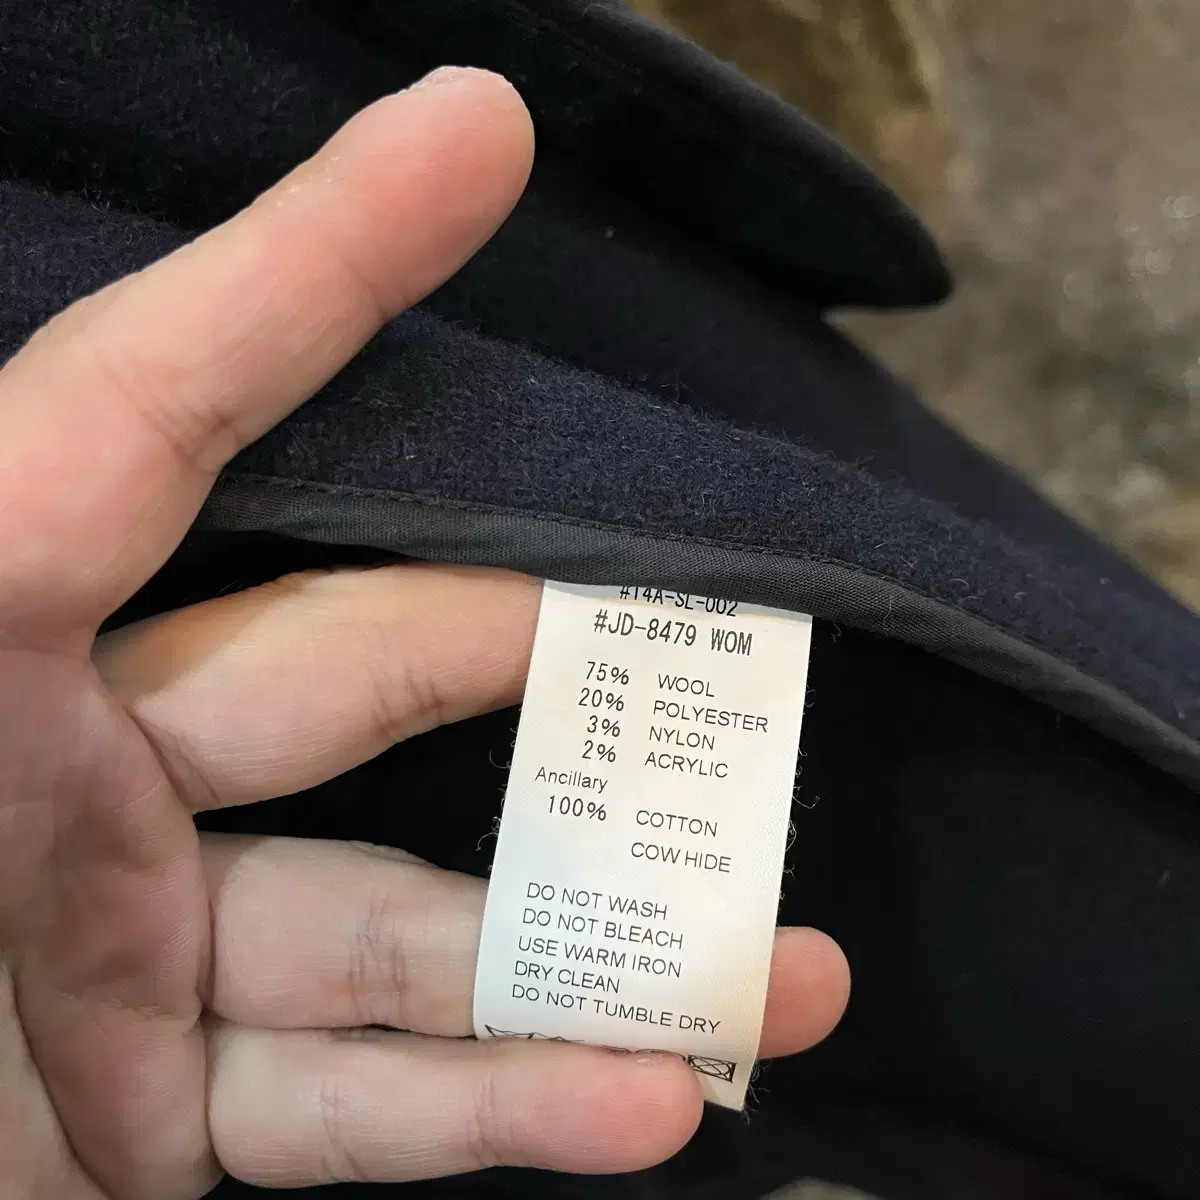 #14A-SL-002
#JD-8479 WOM
75% WOOL
20% POLYESTER
3% NYLON
2% ACRYLIC
Ancillary
100% COTTON
COW HIDE
DO NOT WASH
DO NOT BLEACH
USE WARM IRON
DRY CLEAN
DO NOT TUMBLE DRY